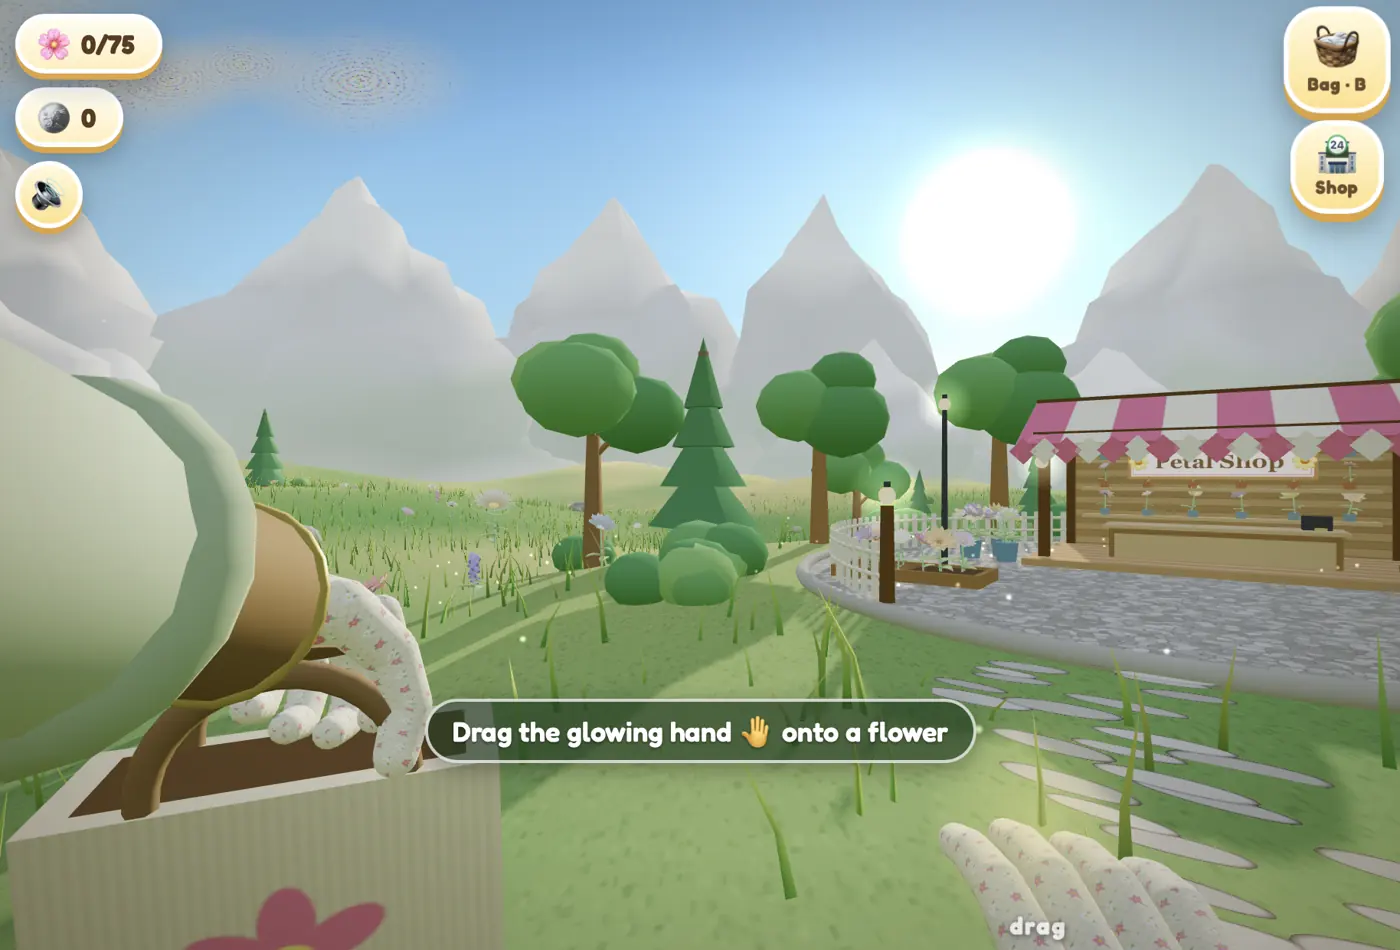 0/75
0
Bag · B
24
Shop
Petal Shop
Drag the glowing hand onto a flower
drag